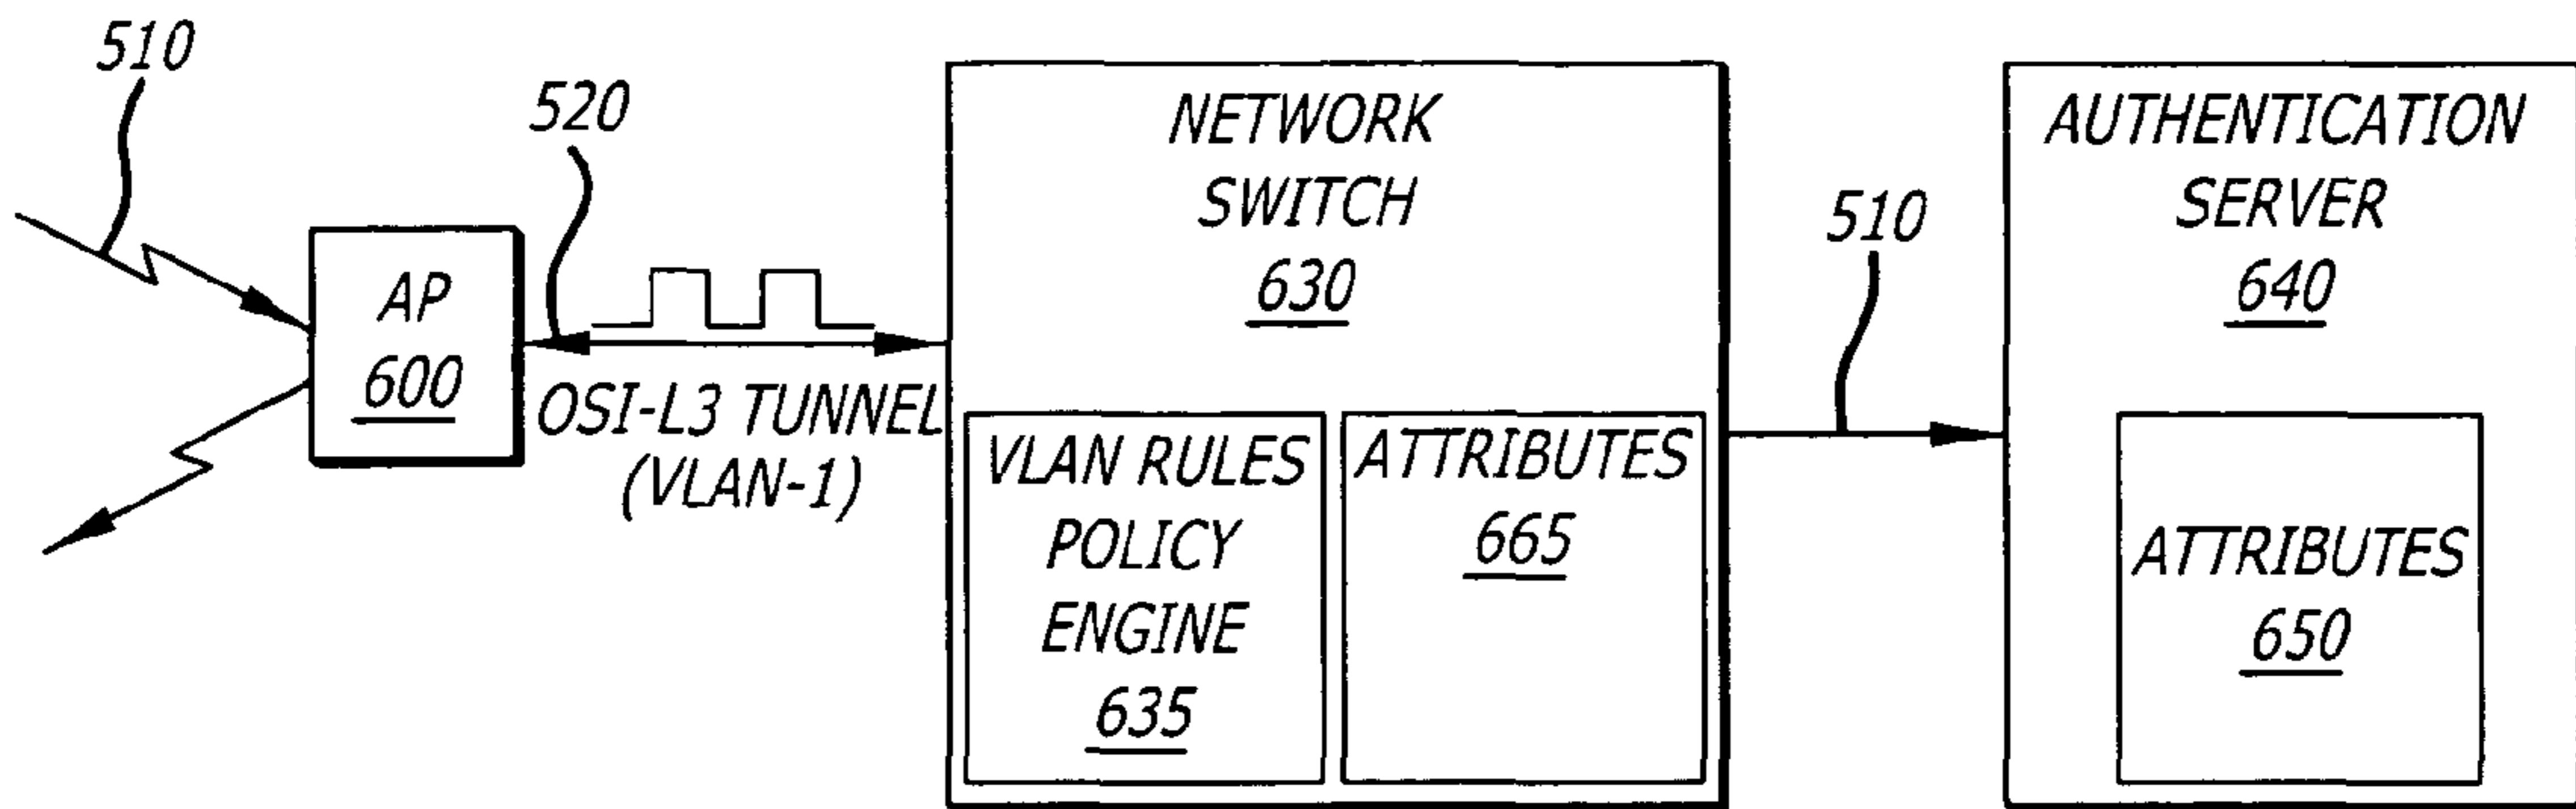 510
520
AP
600
OSI-L3 TUNNEL
(VLAN-1)
NETWORK
SWITCH
630
VLAN RULES
POLICY
ENGINE
635
ATTRIBUTES
665
510
AUTHENTICATION
SERVER
640
ATTRIBUTES
650